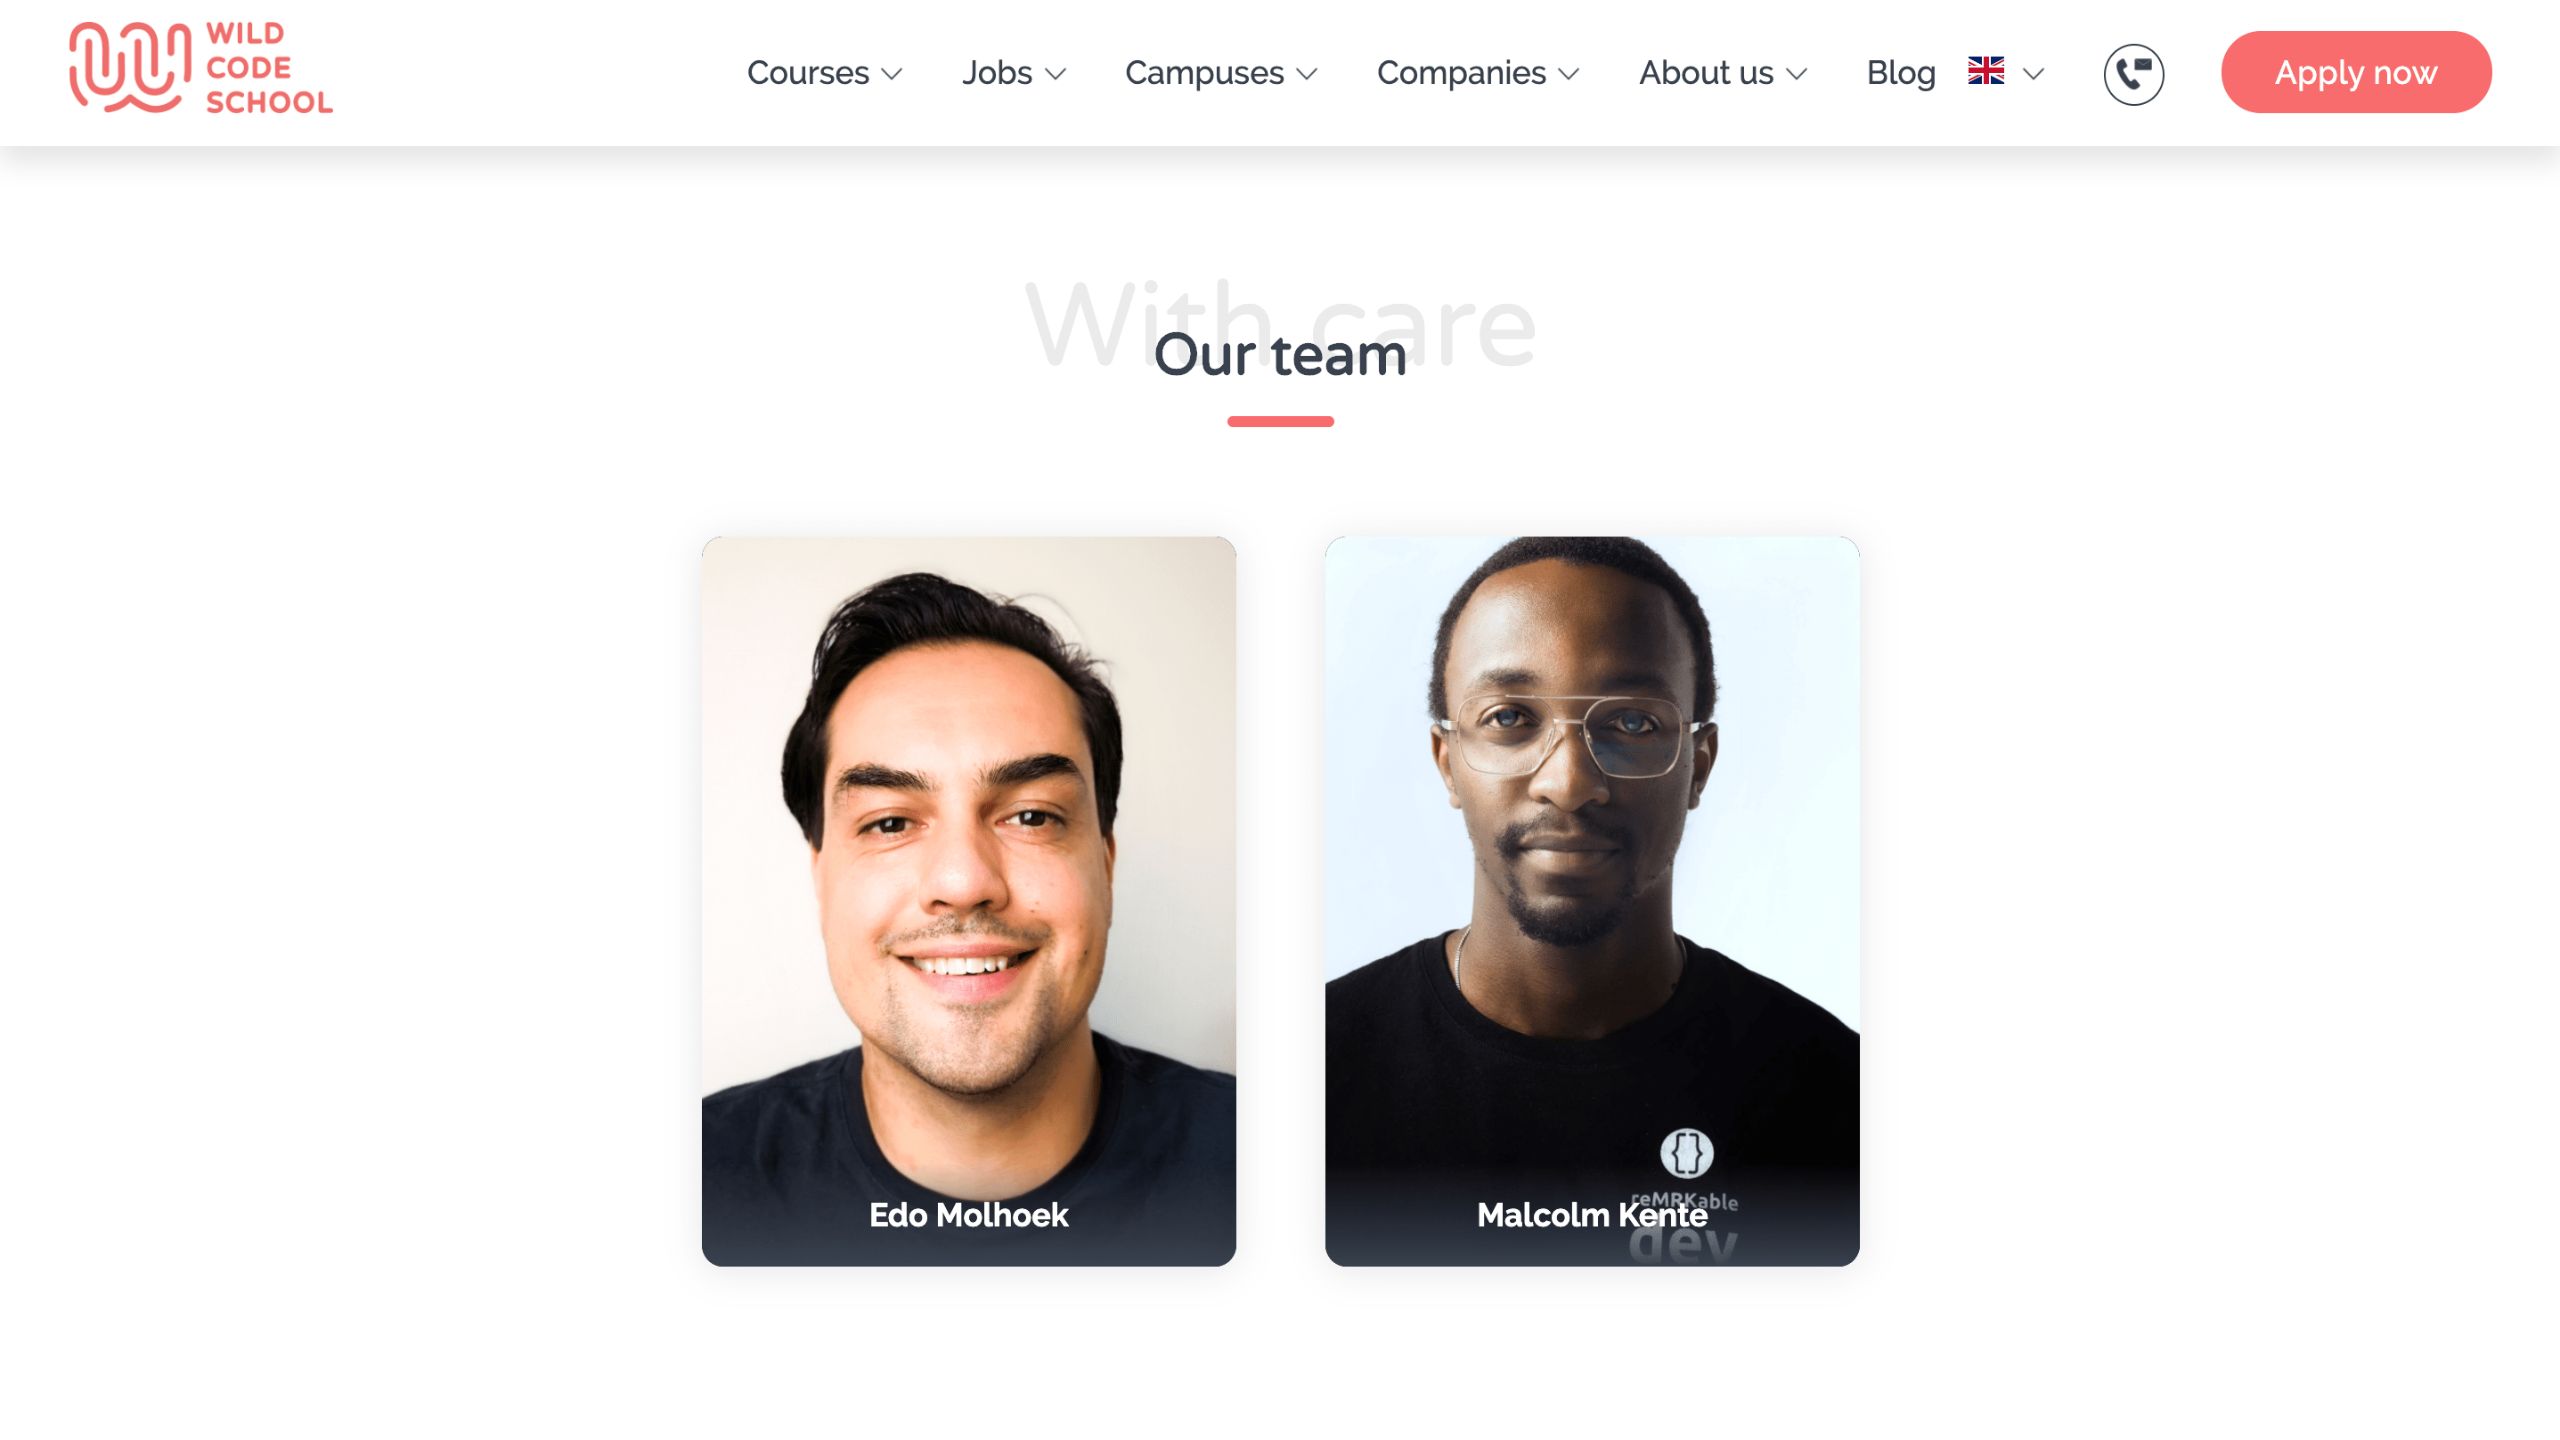 WILD
CODE
SCHOOL
Courses
Jobs
Campuses
Companies
About us
Blog
Apply now
With care
Our team
Edo Molhoek
reMRKable
Malcolm Kente
dev